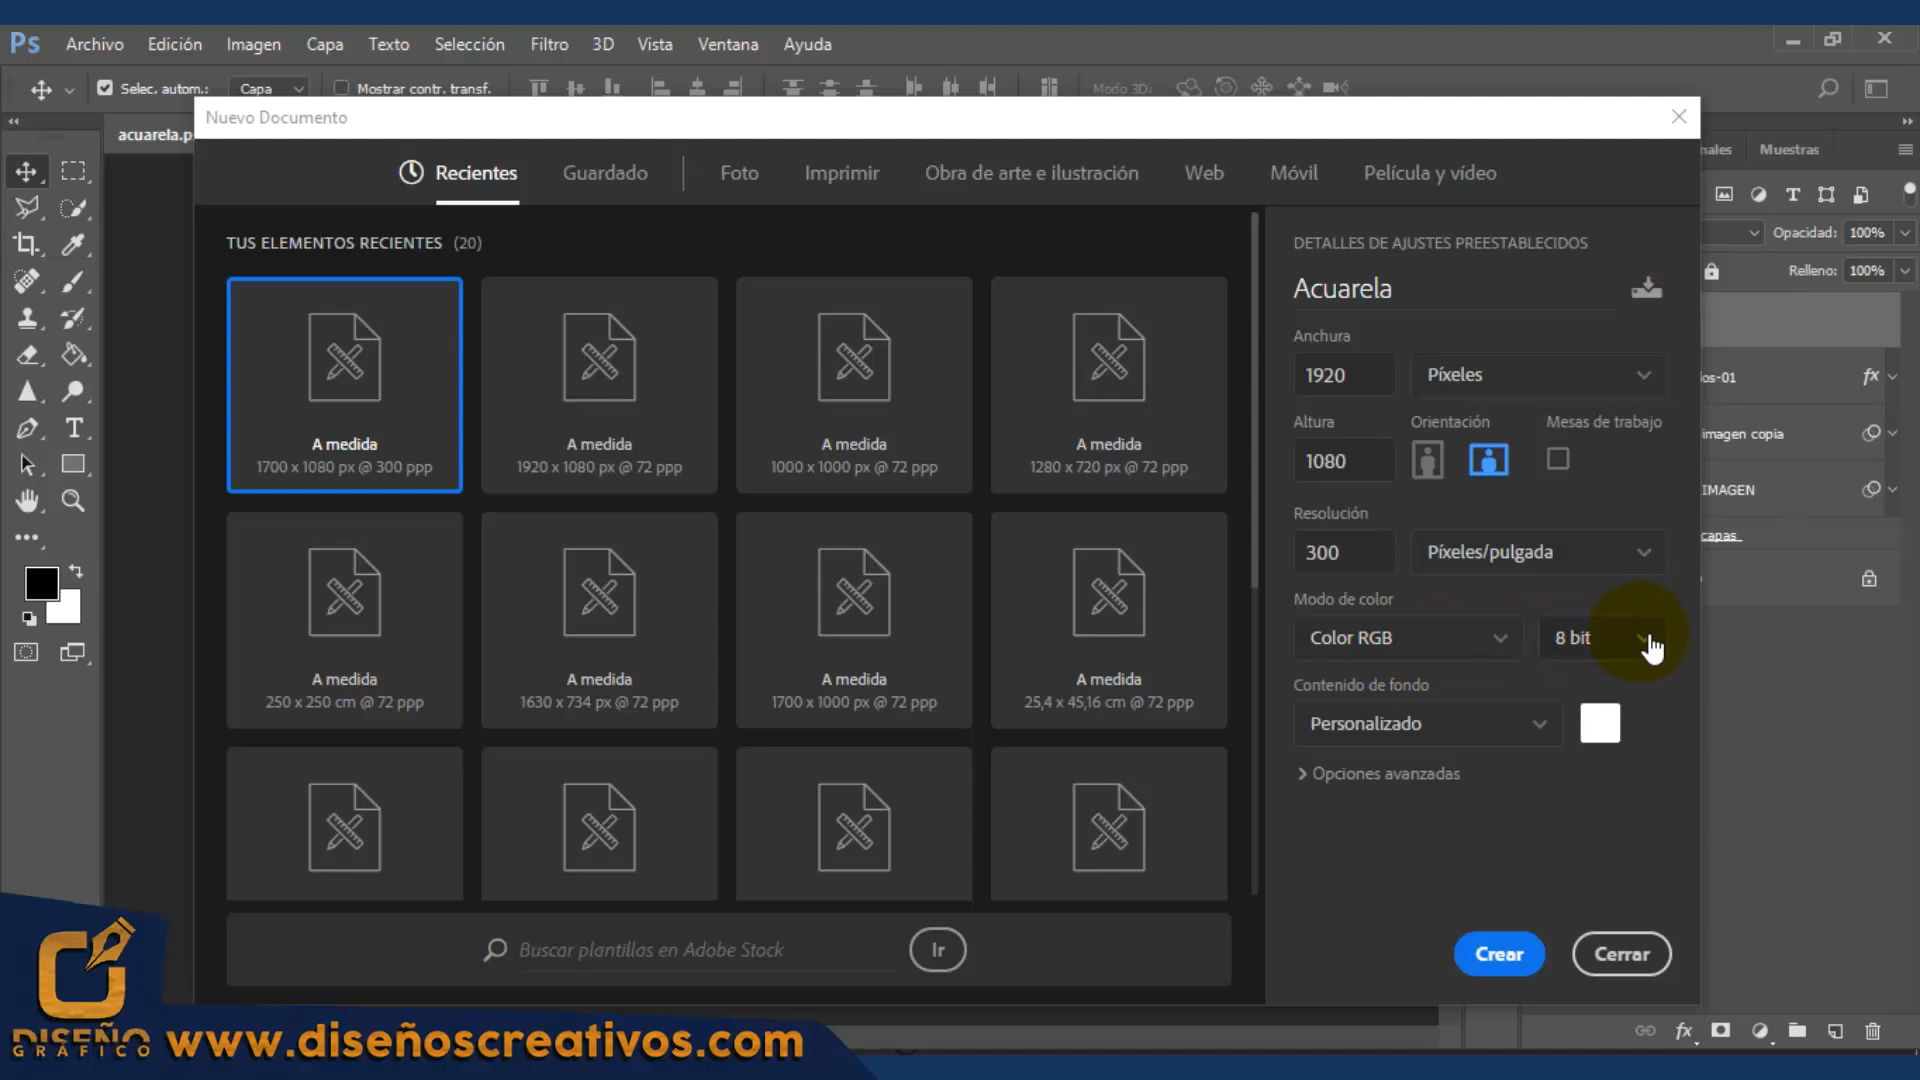 Ps Archivo Edición Imagen Capa Texto Selección Filtro 3D Vista Ventana Ayuda
Selec. autom.: Capa Mostrar contr. transf. Modo 3D:
Nuevo Documento
acuarela.p
Recientes Guardado Foto Imprimir Obra de arte e ilustración Web Móvil Película y vídeo
nales Muestras
TUS ELEMENTOS RECIENTES (20)
A medida
1700 x 1080 px @ 300 ppp
A medida
1920 x 1080 px @ 72 ppp
A medida
1000 x 1000 px @ 72 ppp
A medida
1280 x 720 px @ 72 ppp
A medida
250 x 250 cm @ 72 ppp
A medida
1630 x 734 px @ 72 ppp
A medida
1700 x 1000 px @ 72 ppp
A medida
25,4 x 45,16 cm @ 72 ppp
Buscar plantillas en Adobe Stock Ir
DETALLES DE AJUSTES PREESTABLECIDOS
Acuarela
Anchura
1920 Píxeles
Altura Orientación Mesas de trabajo
1080
Resolución
300 Píxeles/pulgada
Modo de color
Color RGB 8 bit
Contenido de fondo
Personalizado
Opciones avanzadas
Crear Cerrar
Opacidad: 100%
Relleno: 100%
os-01 fx
imagen copia
IMAGEN
capas
fx
DISEÑO
GRÁFICO
www.diseñoscreativos.com